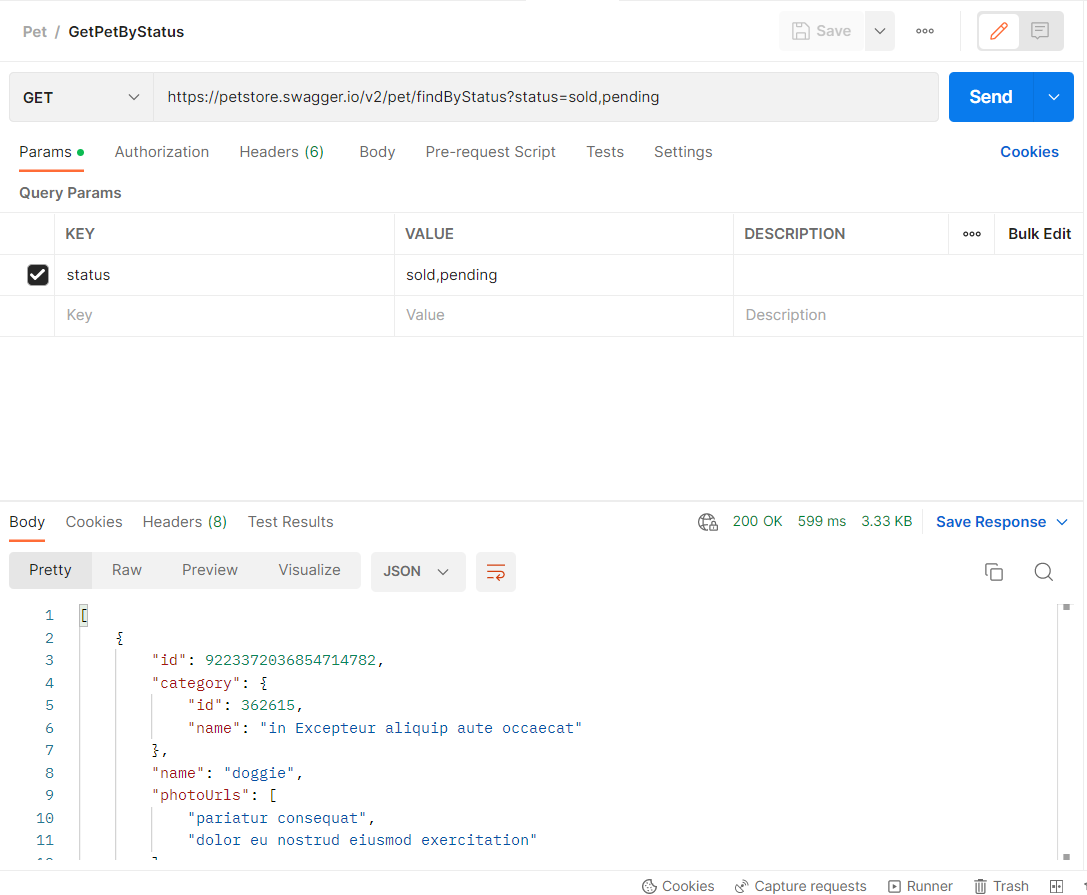 Pet / GetPetByStatus
Save
GET https://petstore.swagger.io/v2/pet/findByStatus?status=sold,pending Send
Params Authorization Headers (6) Body Pre-request Script Tests Settings Cookies
Query Params
KEY VALUE DESCRIPTION Bulk Edit
status sold,pending
Key Value Description
Body Cookies Headers (8) Test Results 200 OK 599 ms 3.33 KB Save Response
Pretty Raw Preview Visualize JSON
1 [
2 {
3 "id": 9223372036854714782,
4 "category": {
5 "id": 362615,
6 "name": "in Excepteur aliquip aute occaecat"
7 },
8 "name": "doggie",
9 "photoUrls": [
10 "pariatur consequat",
11 "dolor eu nostrud eiusmod exercitation"
Cookies Capture requests Runner Trash